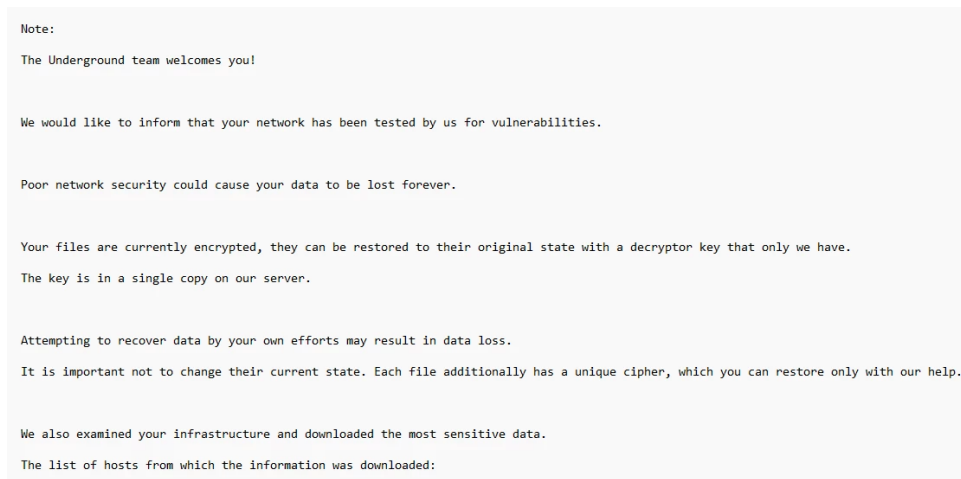 Note:
The Underground team welcomes you!
We would like to inform that your network has been tested by us for vulnerabilities.
Poor network security could cause your data to be lost forever.
Your files are currently encrypted, they can be restored to their original state with a decryptor key that only we have.
The key is in a single copy on our server.
Attempting to recover data by your own efforts may result in data loss.
It is important not to change their current state. Each file additionally has a unique cipher, which you can restore only with our help.
We also examined your infrastructure and downloaded the most sensitive data.
The list of hosts from which the information was downloaded: